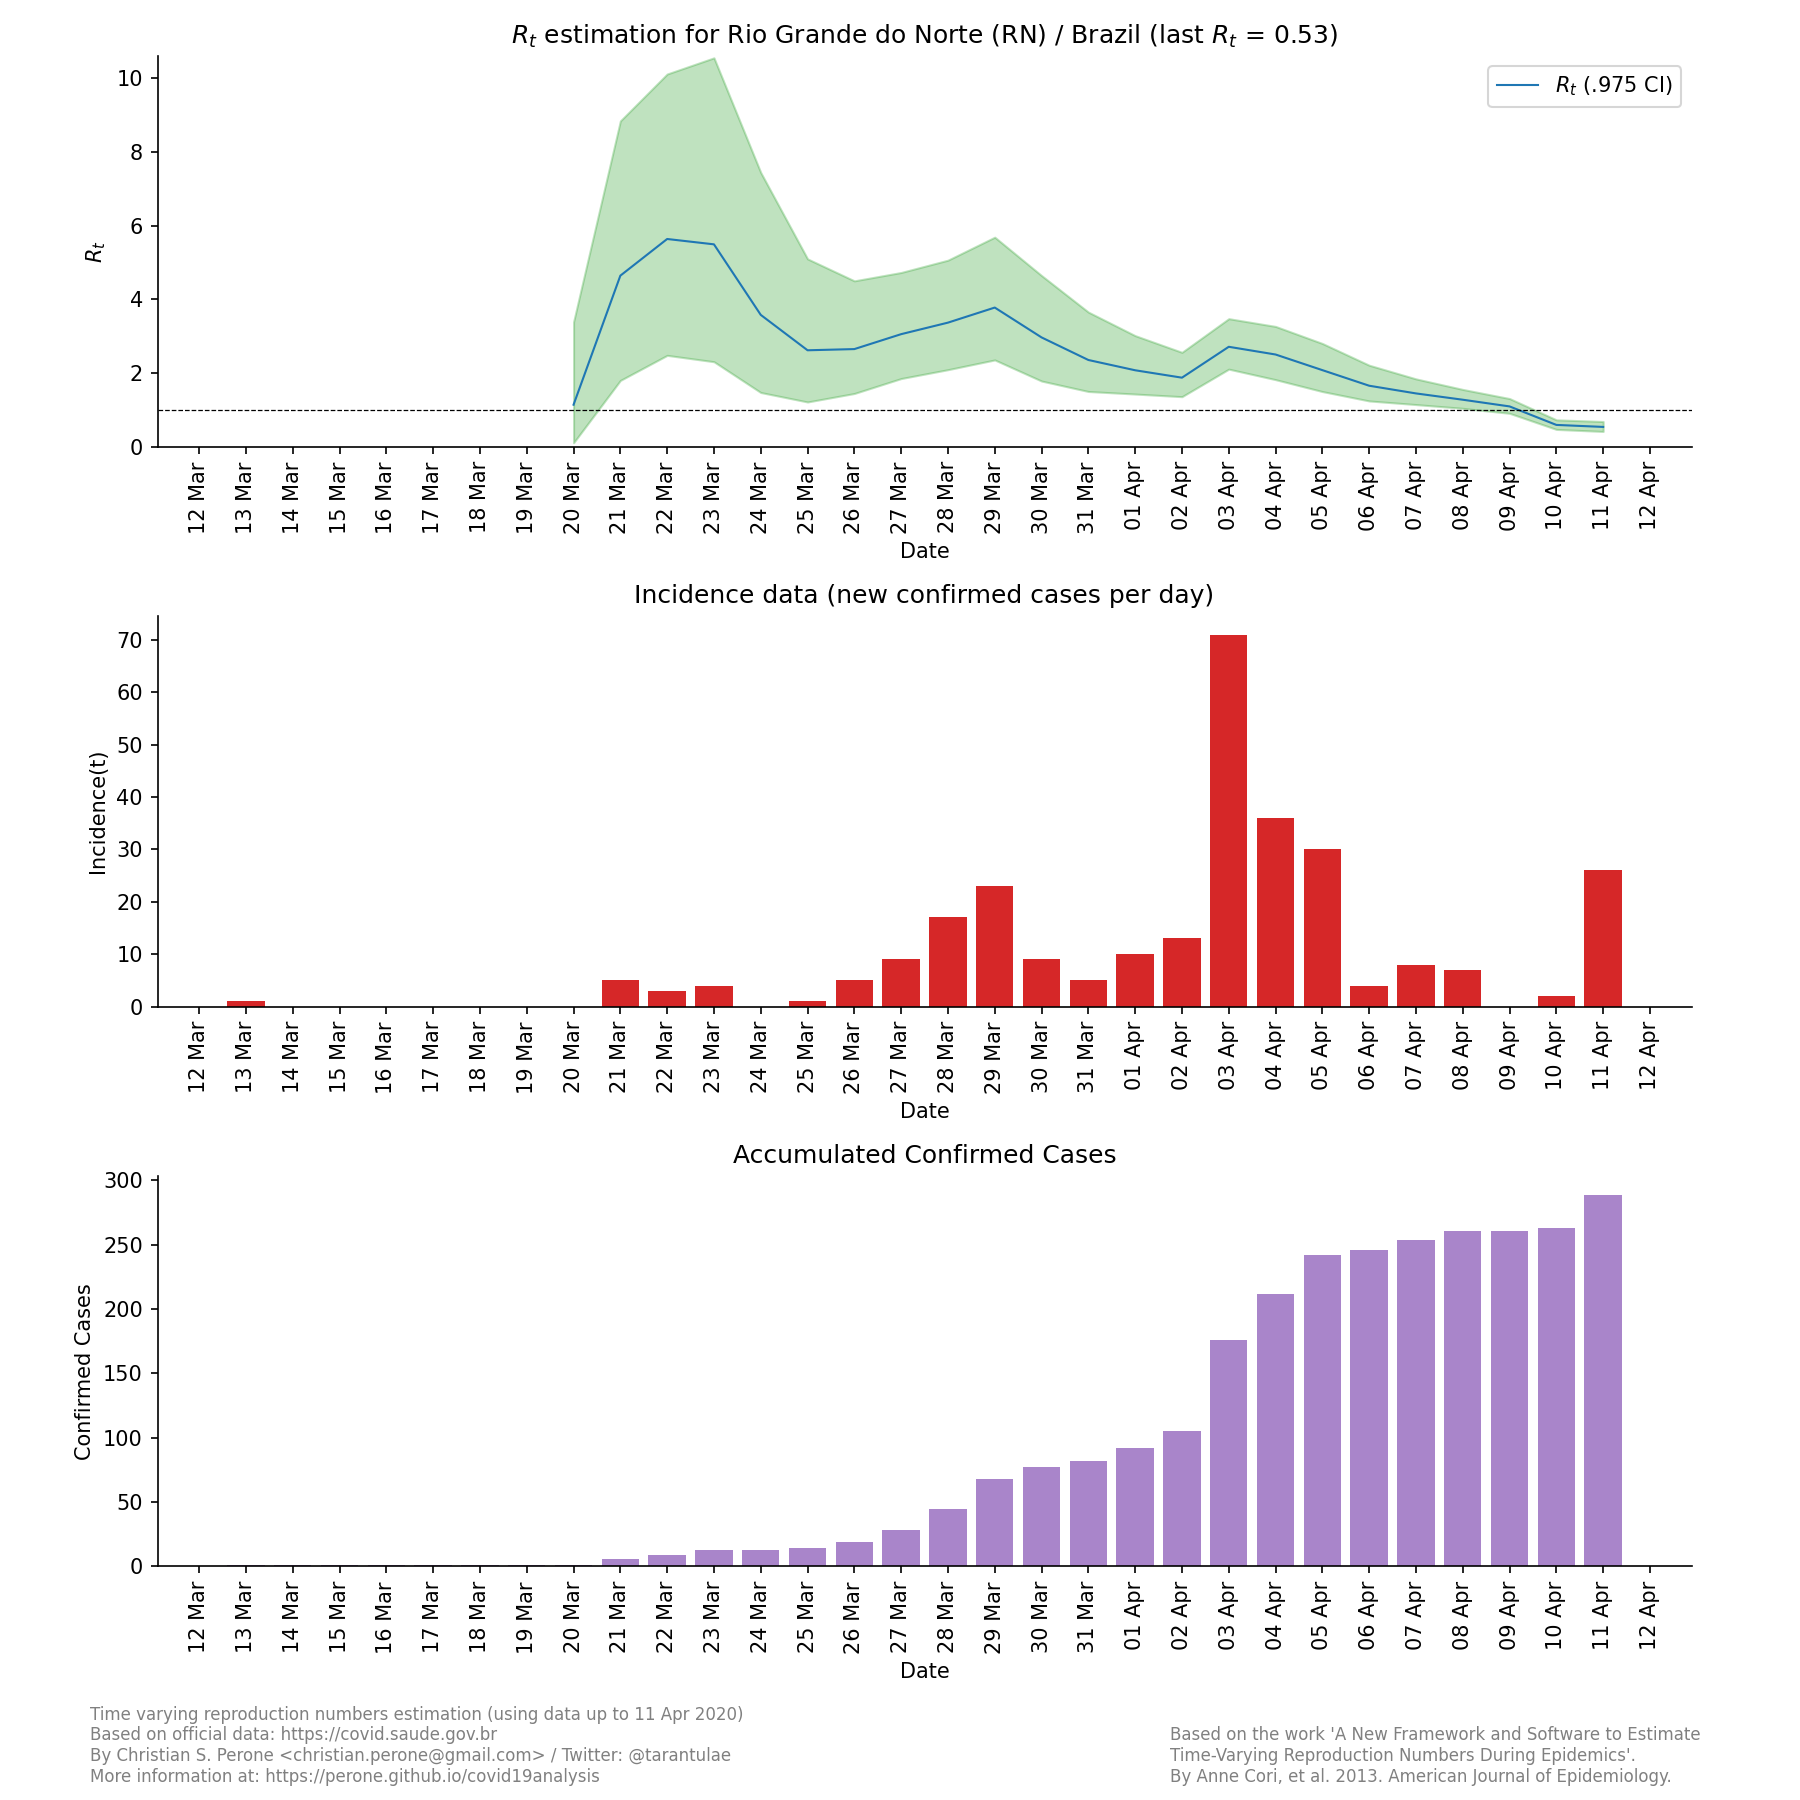 R_t estimation for Rio Grande do Norte (RN) / Brazil (last R_t = 0.53)
R_t (.975 CI)
R_t
10
8
6
4
2
0
12 Mar 13 Mar 14 Mar 15 Mar 16 Mar 17 Mar 18 Mar 19 Mar 20 Mar 21 Mar 22 Mar 23 Mar 24 Mar 25 Mar 26 Mar 27 Mar 28 Mar 29 Mar 30 Mar 31 Mar 01 Apr 02 Apr 03 Apr 04 Apr 05 Apr 06 Apr 07 Apr 08 Apr 09 Apr 10 Apr 11 Apr 12 Apr
Date
Incidence data (new confirmed cases per day)
Incidence(t)
70
60
50
40
30
20
10
0
12 Mar 13 Mar 14 Mar 15 Mar 16 Mar 17 Mar 18 Mar 19 Mar 20 Mar 21 Mar 22 Mar 23 Mar 24 Mar 25 Mar 26 Mar 27 Mar 28 Mar 29 Mar 30 Mar 31 Mar 01 Apr 02 Apr 03 Apr 04 Apr 05 Apr 06 Apr 07 Apr 08 Apr 09 Apr 10 Apr 11 Apr 12 Apr
Date
Accumulated Confirmed Cases
Confirmed Cases
300
250
200
150
100
50
0
12 Mar 13 Mar 14 Mar 15 Mar 16 Mar 17 Mar 18 Mar 19 Mar 20 Mar 21 Mar 22 Mar 23 Mar 24 Mar 25 Mar 26 Mar 27 Mar 28 Mar 29 Mar 30 Mar 31 Mar 01 Apr 02 Apr 03 Apr 04 Apr 05 Apr 06 Apr 07 Apr 08 Apr 09 Apr 10 Apr 11 Apr 12 Apr
Date
Time varying reproduction numbers estimation (using data up to 11 Apr 2020)
Based on official data: https://covid.saude.gov.br
By Christian S. Perone <christian.perone@gmail.com> / Twitter: @tarantulae
More information at: https://perone.github.io/covid19analysis
Based on the work 'A New Framework and Software to Estimate
Time-Varying Reproduction Numbers During Epidemics'.
By Anne Cori, et al. 2013. American Journal of Epidemiology.